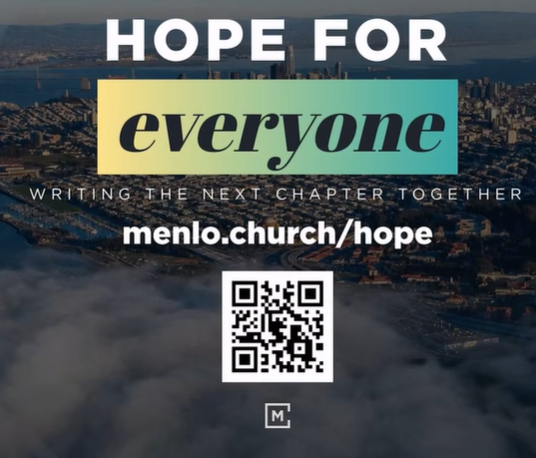 HOPE FOR
everyone
WRITING THE NEXT CHAPTER TOGETHER
menlo.church/hope
M